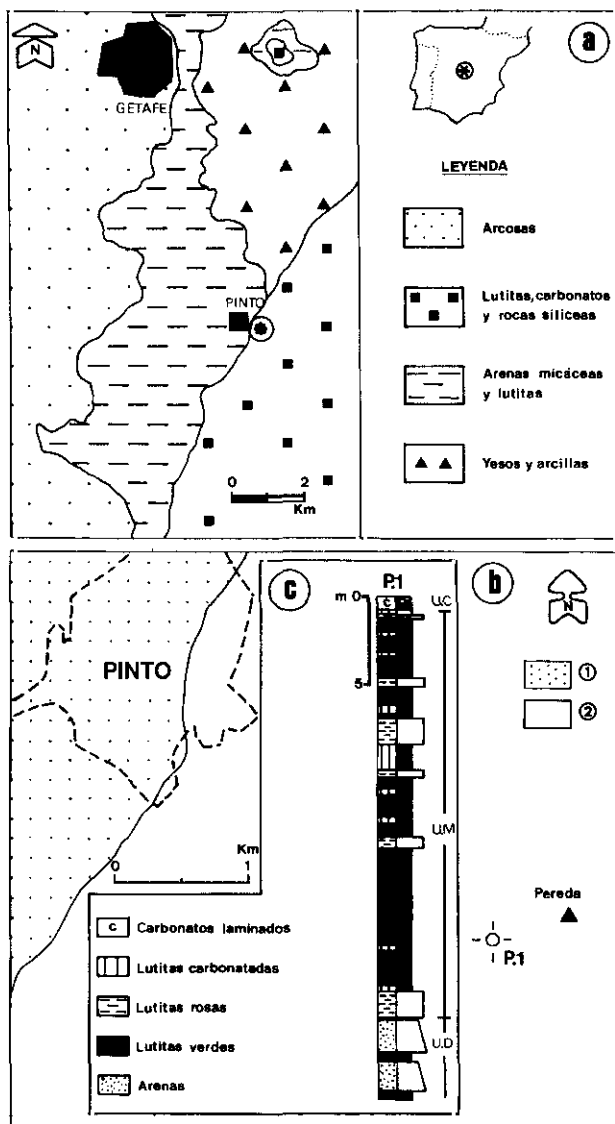 N
GETAFE
a
LEYENDA
Arcosas
Lutitas, carbonatos
y rocas silíceas
PINTO
Arenas micáceas
y lutitas
0 2
Km
Yesos y arcillas
c
P.1
b
m 0
C
U.C
N
PINTO
1
5
2
Km
0 1
U.M
Pereda
C Carbonatos laminados
P.1
Lutitas carbonatadas
Lutitas rosas
U.D
Lutitas verdes
Arenas